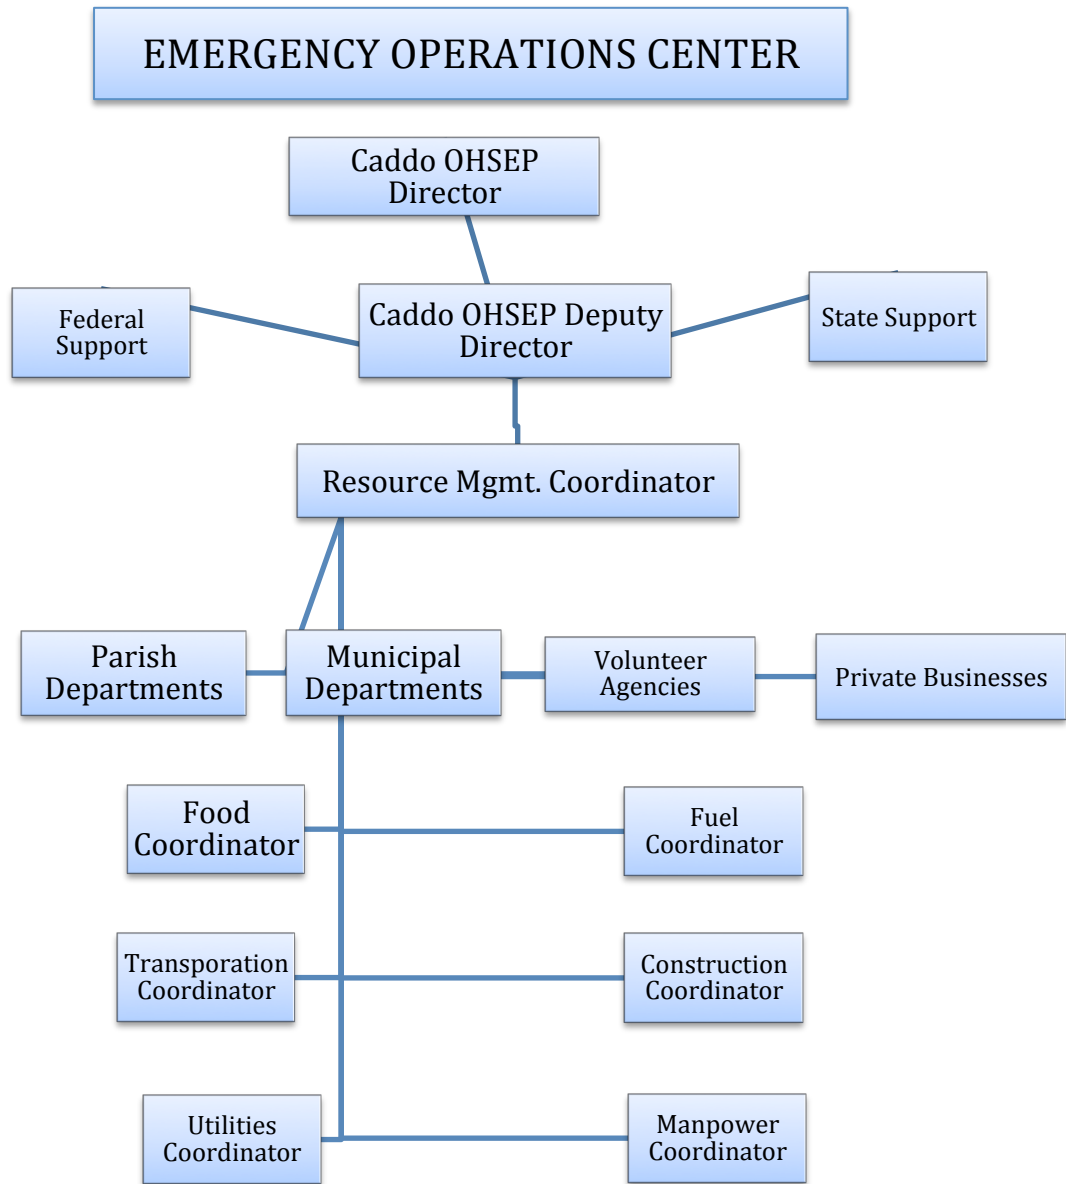 EMERGENCY OPERATIONS CENTER
Caddo OHSEP
Director
Federal
Support
Caddo OHSEP Deputy
Director
State Support
Resource Mgmt. Coordinator
Parish
Departments
Municipal
Departments
Volunteer
Agencies
Private Businesses
Food
Coordinator
Fuel
Coordinator
Transporation
Coordinator
Construction
Coordinator
Utilities
Coordinator
Manpower
Coordinator